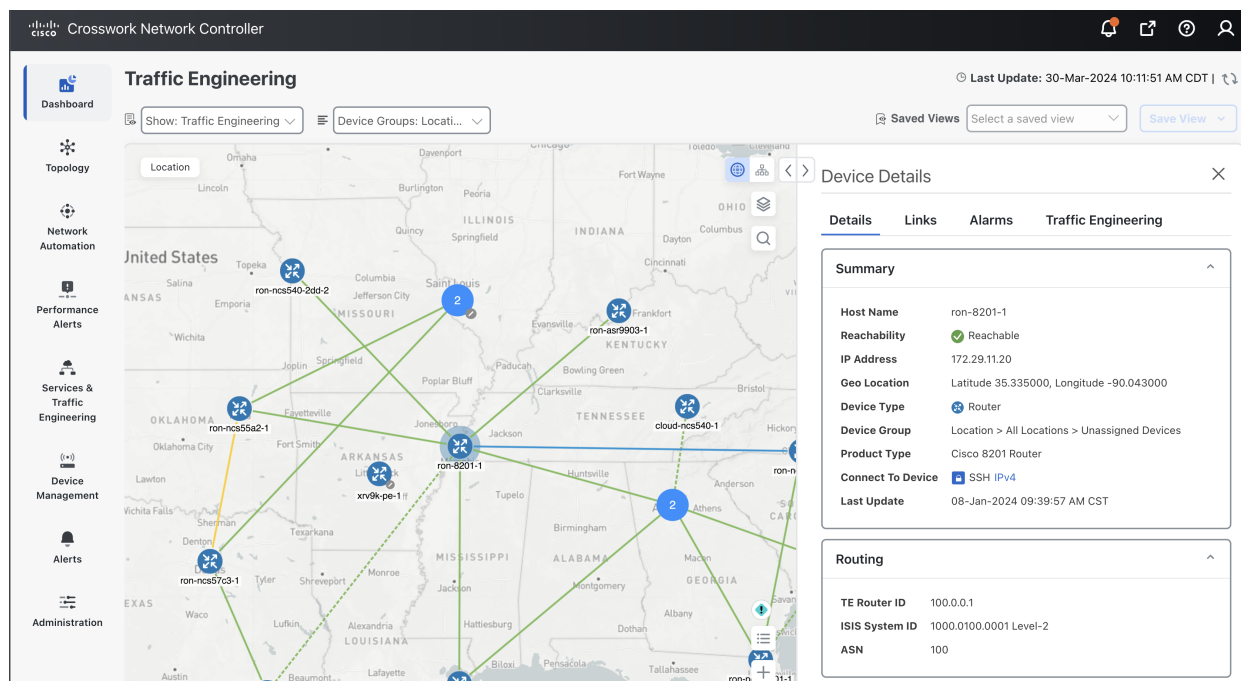 cisco Crosswork Network Controller
Dashboard
Topology
Network
Automation
Performance
Alerts
Services &
Traffic
Engineering
Device
Management
Alerts
Administration
Traffic Engineering
Last Update: 30-Mar-2024 10:11:51 AM CDT |
Show: Traffic Engineering
Device Groups: Locati...
Saved Views
Select a saved view
Save View
Location
Omaha
Davenport
Chicago
Toledo
Cleveland
Lincoln
Burlington
Peoria
Fort Wayne
ILLINOIS
INDIANA
OHIO
Quincy
Springfield
Dayton
Columbus
United States
Topeka
Cincinnati
Salina
Columbia
Saint Louis
ron-ncs540-2dd-2
Jefferson City
ANSAS
Emporia
MISSOURI
2
Frankfort
Evansville
ron-asr9903-1
Wichita
KENTUCKY
Joplin
Springfield
Paducah
Bowling Green
Poplar Bluff
Clarksville
Bristol
OKLAHOMA
Fayetteville
TENNESSEE
ron-ncs55a2-1
Jonesboro
cloud-ncs540-1
Hickory
Oklahoma City
Fort Smith
Jackson
ARKANSAS
ron-8201-1
Lawton
Huntsville
Anderson
xrv9k-pe-1
Tupelo
2
Athens
Wichita Falls
Sherman
Denton
Texarkana
Birmingham
MISSISSIPPI
ALABAMA
Macon
ron-ncs57c3-1
Tyler
Shreveport
Monroe
Jackson
Montgomery
GEORGIA
EXAS
Waco
Lufkin
Alexandria
Hattiesburg
Dothan
Albany
LOUISIANA
Biloxi
Pensacola
Tallahassee
Austin
Beaumont
Lafayette
Device Details
Details
Links
Alarms
Traffic Engineering
Summary
Host Name ron-8201-1
Reachability Reachable
IP Address 172.29.11.20
Geo Location Latitude 35.335000, Longitude -90.043000
Device Type Router
Device Group Location > All Locations > Unassigned Devices
Product Type Cisco 8201 Router
Connect To Device SSH IPv4
Last Update 08-Jan-2024 09:39:57 AM CST
Routing
TE Router ID 100.0.0.1
ISIS System ID 1000.0100.0001 Level-2
ASN 100